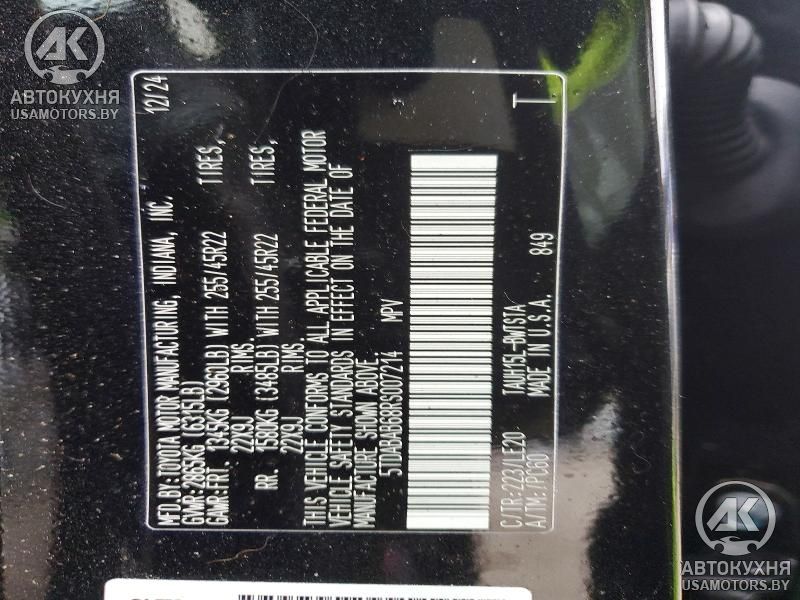 АВТОКУХНЯ
USAMOTORS.BY
MFD.BY:TOYOTA MOTOR MANUFACTURING, INDIANA, INC. 12/24
GVWR:2865KG (6315LB)
GAWR:FRT. 1345KG (2960LB) WITH 255/45R22 TIRES,
22X9J RIMS.
RR. 1580KG (3485LB) WITH 255/45R22 TIRES,
22X9J RIMS.
THIS VEHICLE CONFORMS TO ALL APPLICABLE FEDERAL MOTOR
VEHICLE SAFETY STANDARDS IN EFFECT ON THE DATE OF
MANUFACTURE SHOWN ABOVE.
5TDABAB68RS007214 MPV
C/TR:223/LE20 TAUH15L-BWTSTA T
A/TM:/PC60 MADE IN U.S.A. 849
АВТОКУХНЯ
USAMOTORS.BY